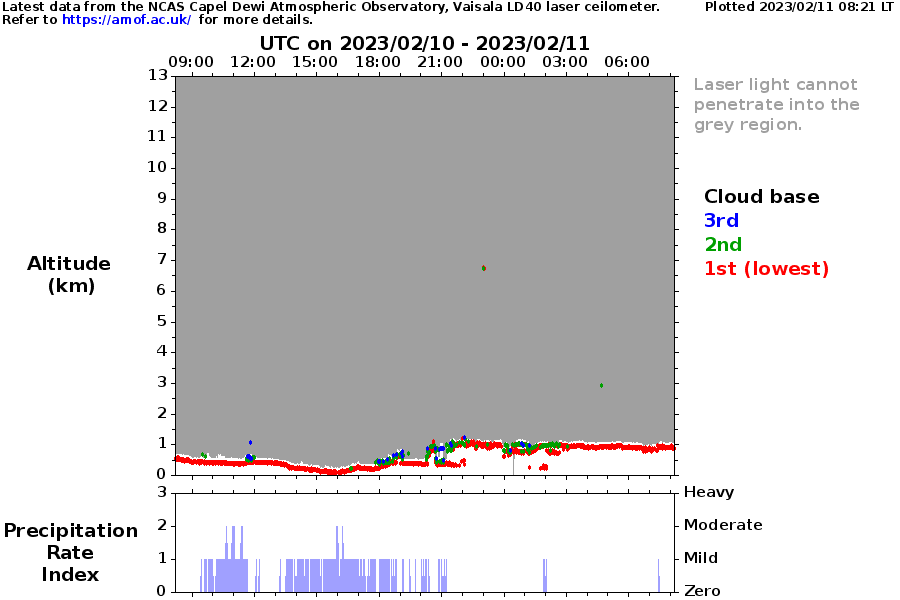 Latest data from the NCAS Capel Dewi Atmospheric Observatory, Vaisala LD40 laser ceilometer. Plotted 2023/02/11 08:21 LT
Refer to https://amof.ac.uk/ for more details.
UTC on 2023/02/10 - 2023/02/11
09:00 12:00 15:00 18:00 21:00 00:00 03:00 06:00
13
12
11
10
9
8
7
6
5
4
3
2
1
0
Altitude
(km)
Laser light cannot
penetrate into the
grey region.
Cloud base
3rd
2nd
1st (lowest)
3 Heavy
2 Moderate
1 Mild
0 Zero
Precipitation
Rate
Index